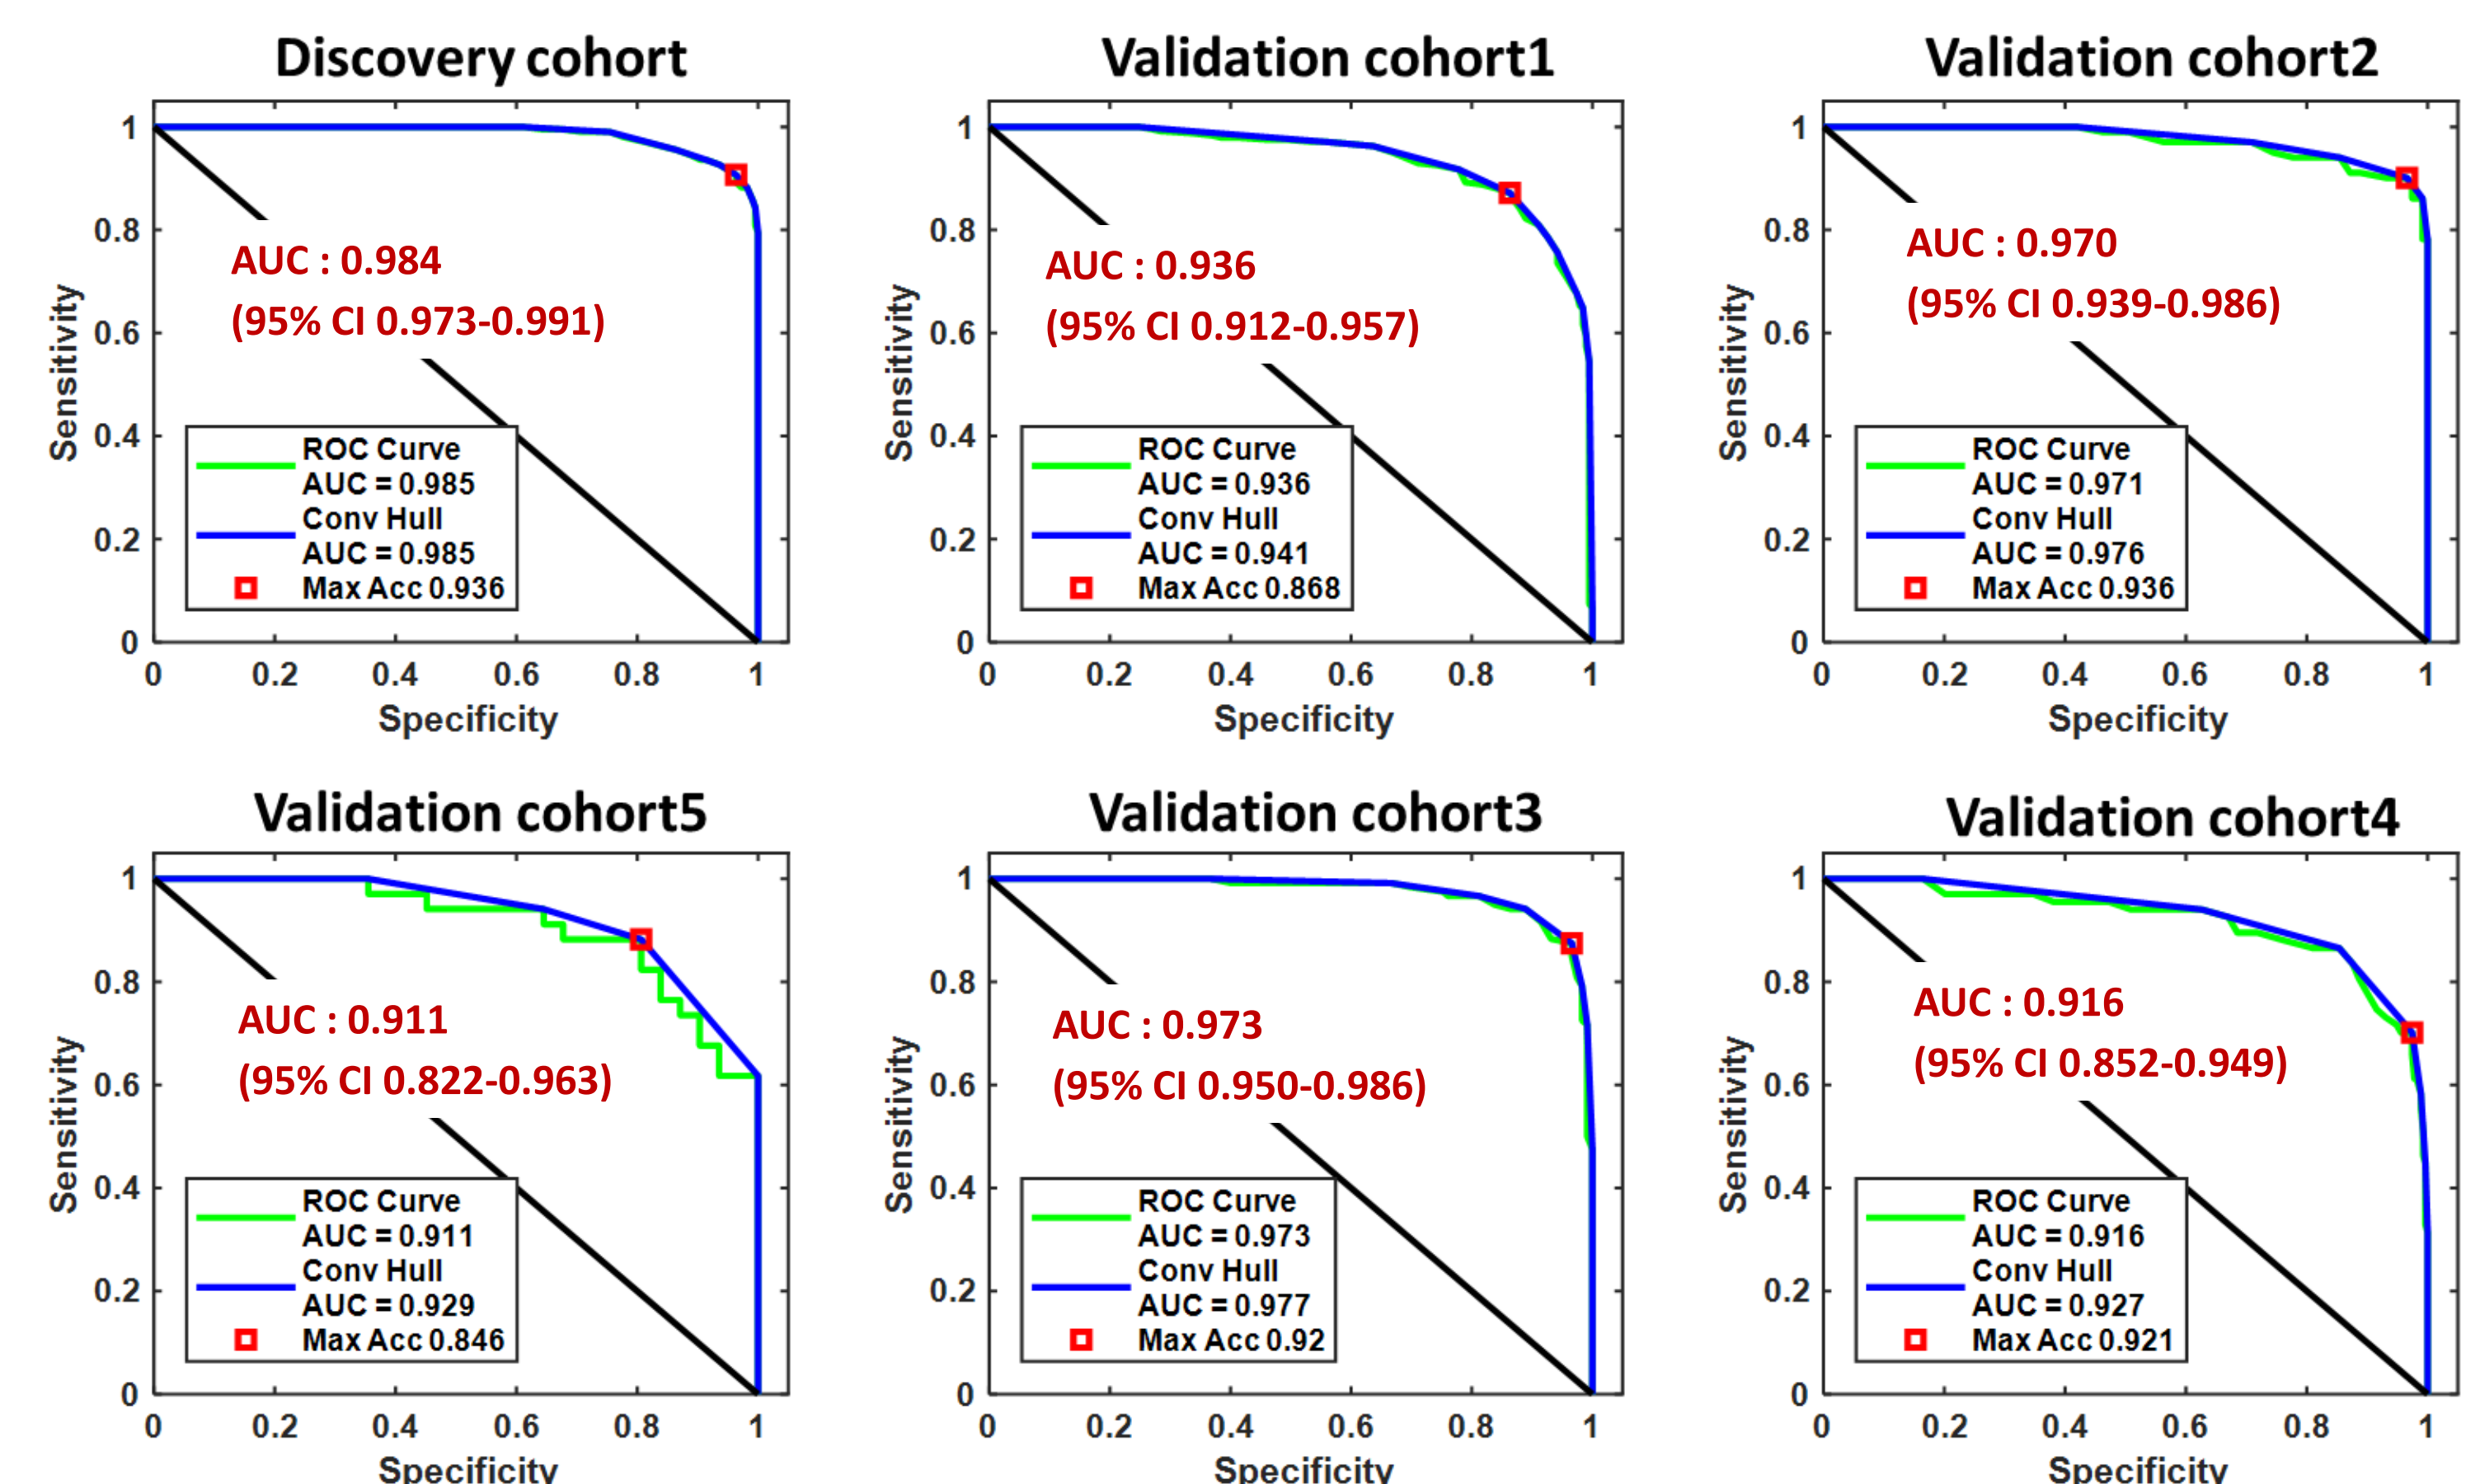 Discovery cohort
1
0.8
0.6
0.4
0.2
0
Sensitivity
AUC : 0.984
(95% CI 0.973-0.991)
ROC Curve
AUC = 0.985
Conv Hull
AUC = 0.985
Max Acc 0.936
0 0.2 0.4 0.6 0.8 1
Specificity
Validation cohort1
1
0.8
0.6
0.4
0.2
0
Sensitivity
AUC : 0.936
(95% CI 0.912-0.957)
ROC Curve
AUC = 0.936
Conv Hull
AUC = 0.941
Max Acc 0.868
0 0.2 0.4 0.6 0.8 1
Specificity
Validation cohort2
1
0.8
0.6
0.4
0.2
0
Sensitivity
AUC : 0.970
(95% CI 0.939-0.986)
ROC Curve
AUC = 0.971
Conv Hull
AUC = 0.976
Max Acc 0.936
0 0.2 0.4 0.6 0.8 1
Specificity
Validation cohort5
1
0.8
0.6
0.4
0.2
0
Sensitivity
AUC : 0.911
(95% CI 0.822-0.963)
ROC Curve
AUC = 0.911
Conv Hull
AUC = 0.929
Max Acc 0.846
0 0.2 0.4 0.6 0.8 1
Specificity
Validation cohort3
1
0.8
0.6
0.4
0.2
0
Sensitivity
AUC : 0.973
(95% CI 0.950-0.986)
ROC Curve
AUC = 0.973
Conv Hull
AUC = 0.977
Max Acc 0.92
0 0.2 0.4 0.6 0.8 1
Specificity
Validation cohort4
1
0.8
0.6
0.4
0.2
0
Sensitivity
AUC : 0.916
(95% CI 0.852-0.949)
ROC Curve
AUC = 0.916
Conv Hull
AUC = 0.927
Max Acc 0.921
0 0.2 0.4 0.6 0.8 1
Specificity